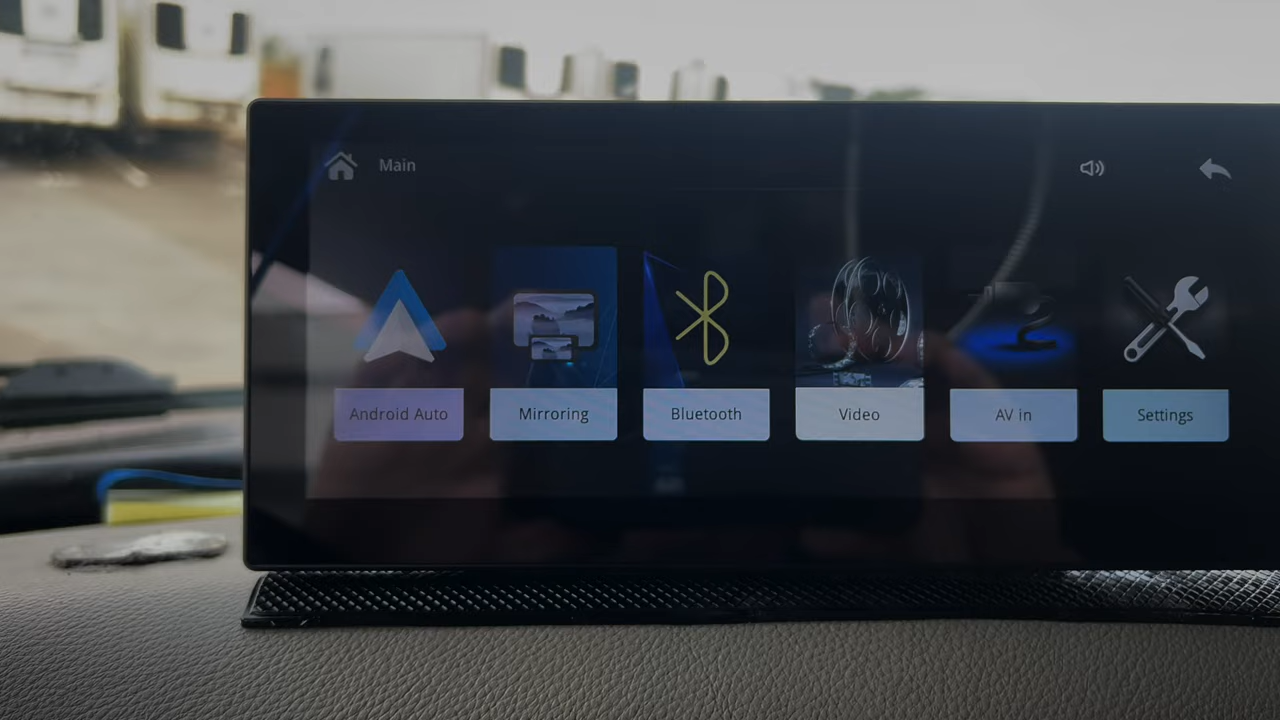 Main
Android Auto
Mirroring
Bluetooth
Video
AV in
Settings